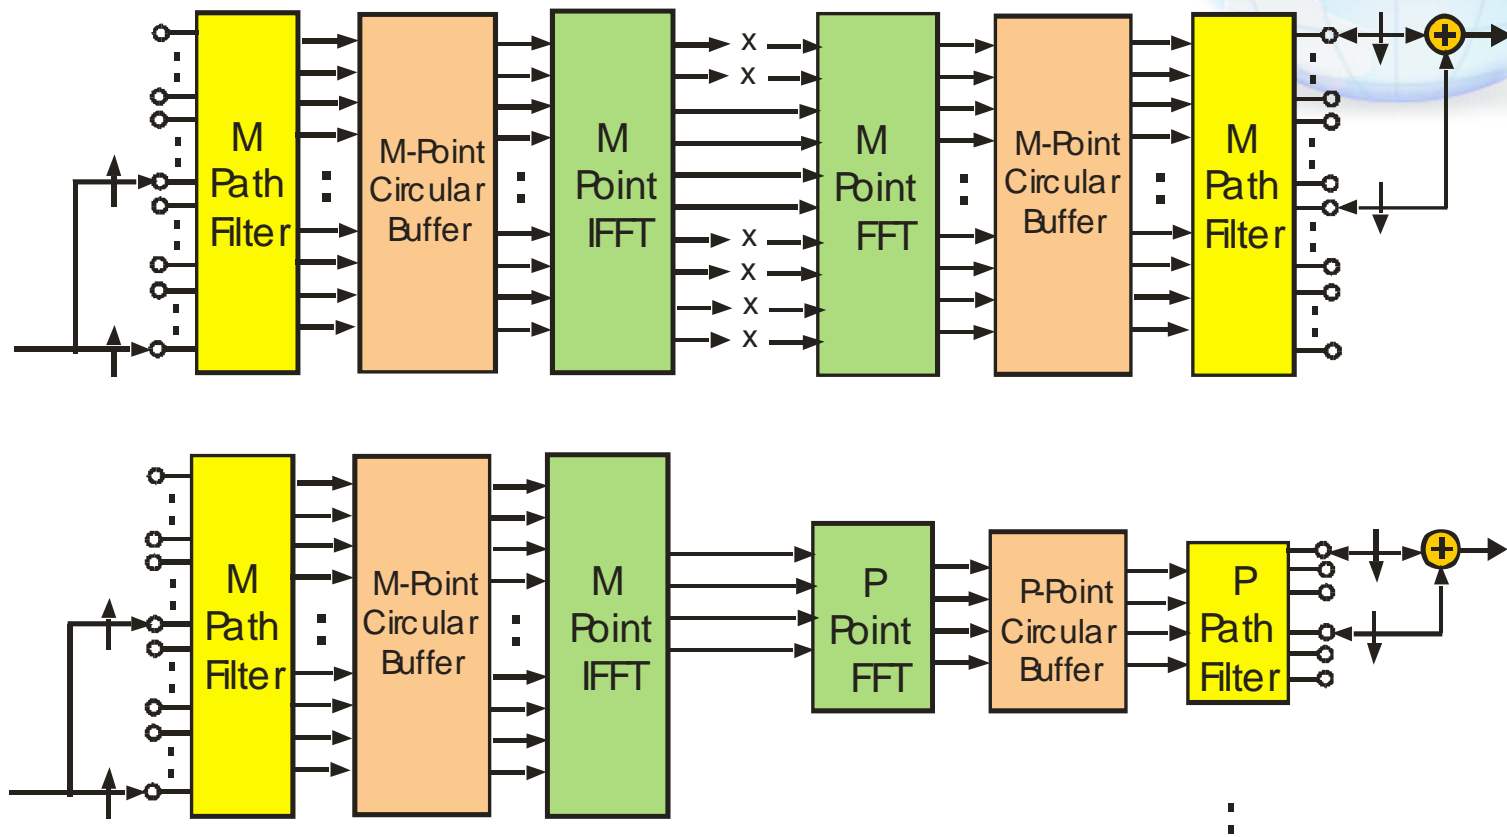 M
Path
Filter
M-Point
Circular
Buffer
M
Point
IFFT
x
x
x
x
x
x
M
Point
FFT
M-Point
Circular
Buffer
M
Path
Filter
+
M
Path
Filter
M-Point
Circular
Buffer
M
Point
IFFT
P
Point
FFT
P-Point
Circular
Buffer
P
Path
Filter
+